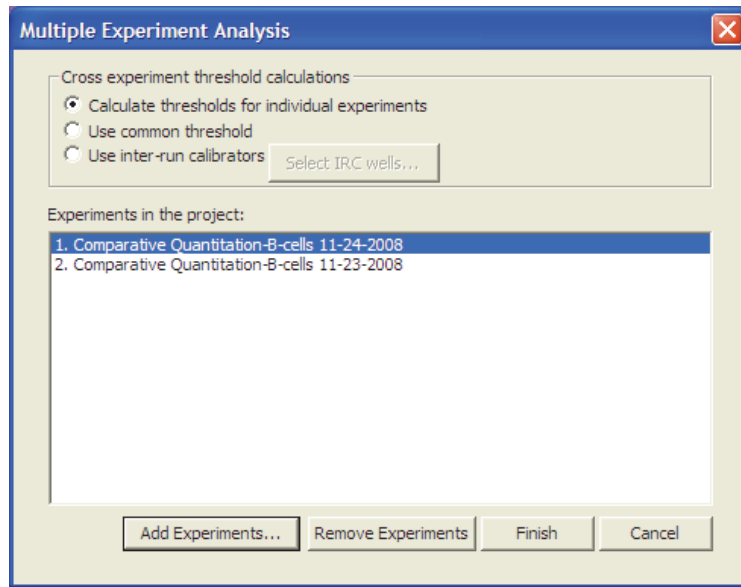 Multiple Experiment Analysis
Cross experiment threshold calculations
Calculate thresholds for individual experiments
Use common threshold
Use inter-run calibrators
Select IRC wells...
Experiments in the project:
1. Comparative Quantitation-B-cells 11-24-2008
2. Comparative Quantitation-B-cells 11-23-2008
Add Experiments... Remove Experiments Finish Cancel